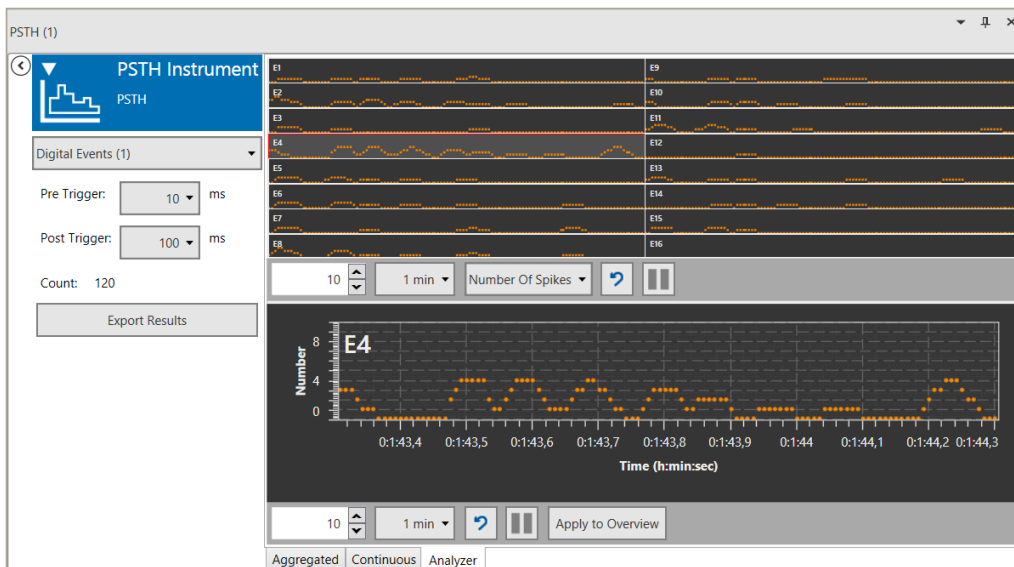 PSTH (1)
PSTH Instrument
PSTH
Digital Events (1)
Pre Trigger: 10 ms
Post Trigger: 100 ms
Count: 120
Export Results
E1
E2
E3
E4
E5
E6
E7
E8
E9
E10
E11
E12
E13
E14
E15
E16
10 1 min Number Of Spikes
E4
Number
8
4
0
0:1:43,4 0:1:43,5 0:1:43,6 0:1:43,7 0:1:43,8 0:1:43,9 0:1:44 0:1:44,1 0:1:44,2 0:1:44,3
Time (h:min:sec)
10 1 min Apply to Overview
Aggregated Continuous Analyzer